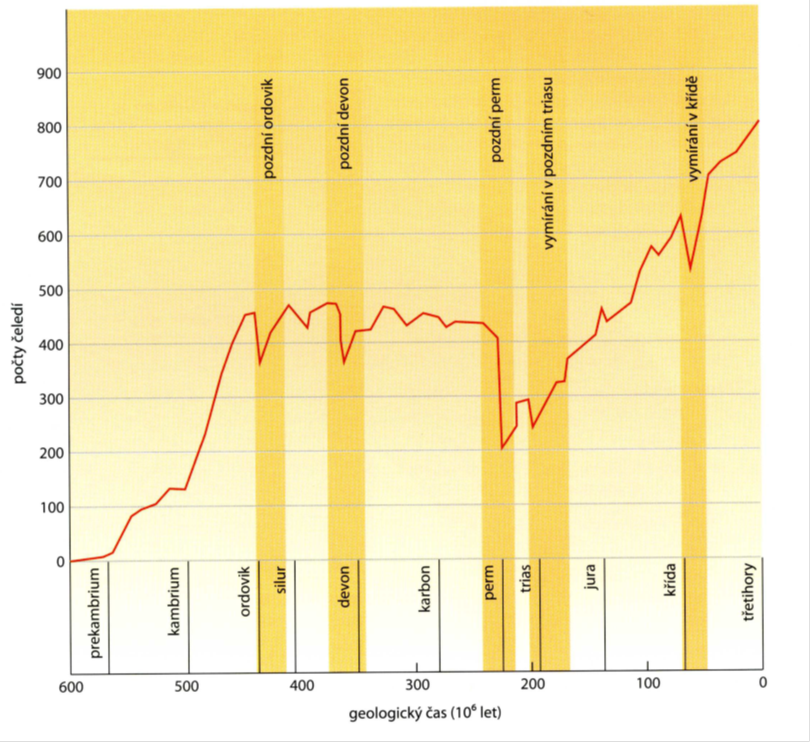 900
800
700
600
500
400
300
200
100
0
počty čeledí
pozdní ordovik
pozdní devon
pozdní perm
vymírání v pozdním triasu
vymírání v křídě
prekambrium
kambrium
ordovik
silur
devon
karbon
perm
trias
jura
křída
třetihory
600 500 400 300 200 100 0
geologický čas (10⁶ let)